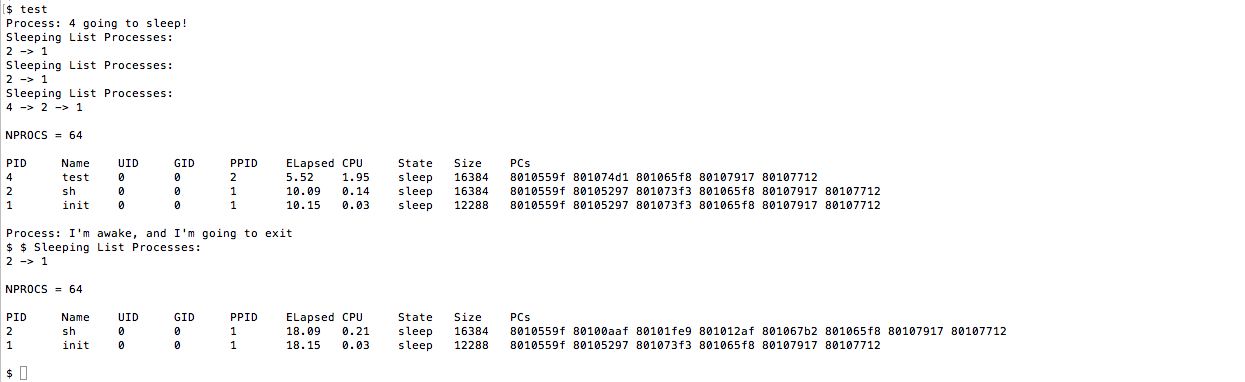 $ test
Process: 4 going to sleep!
Sleeping List Processes:
2 -> 1
Sleeping List Processes:
2 -> 1
Sleeping List Processes:
4 -> 2 -> 1
NPROCS = 64
PID Name UID GID PPID ELapsed CPU State Size PCs
4 test 0 0 2 5.52 1.95 sleep 16384 8010559f 801074d1 801065f8 80107917 80107712
2 sh 0 0 1 10.09 0.14 sleep 16384 8010559f 80105297 801073f3 801065f8 80107917 80107712
1 init 0 0 1 10.15 0.03 sleep 12288 8010559f 80105297 801073f3 801065f8 80107917 80107712
Process: I'm awake, and I'm going to exit
$ $ Sleeping List Processes:
2 -> 1
NPROCS = 64
PID Name UID GID PPID ELapsed CPU State Size PCs
2 sh 0 0 1 18.09 0.21 sleep 16384 8010559f 80100aaf 80101fe9 801012af 801067b2 801065f8 80107917 80107712
1 init 0 0 1 18.15 0.03 sleep 12288 8010559f 80105297 801073f3 801065f8 80107917 80107712
$